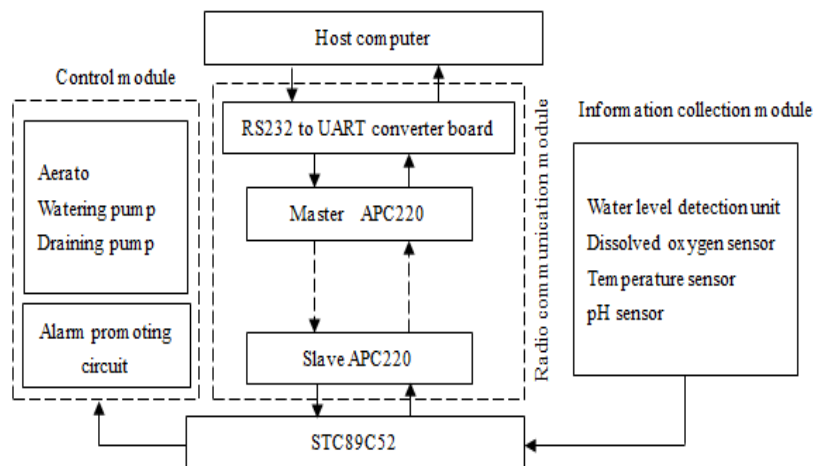 Host computer
Control module
RS232 to UART converter board
Information collection module
Aerato
Watering pump
Draining pump
Master APC220
Radio communication module
Water level detection unit
Dissolved oxygen sensor
Temperature sensor
pH sensor
Alarm promoting
circuit
Slave APC220
STC89C52